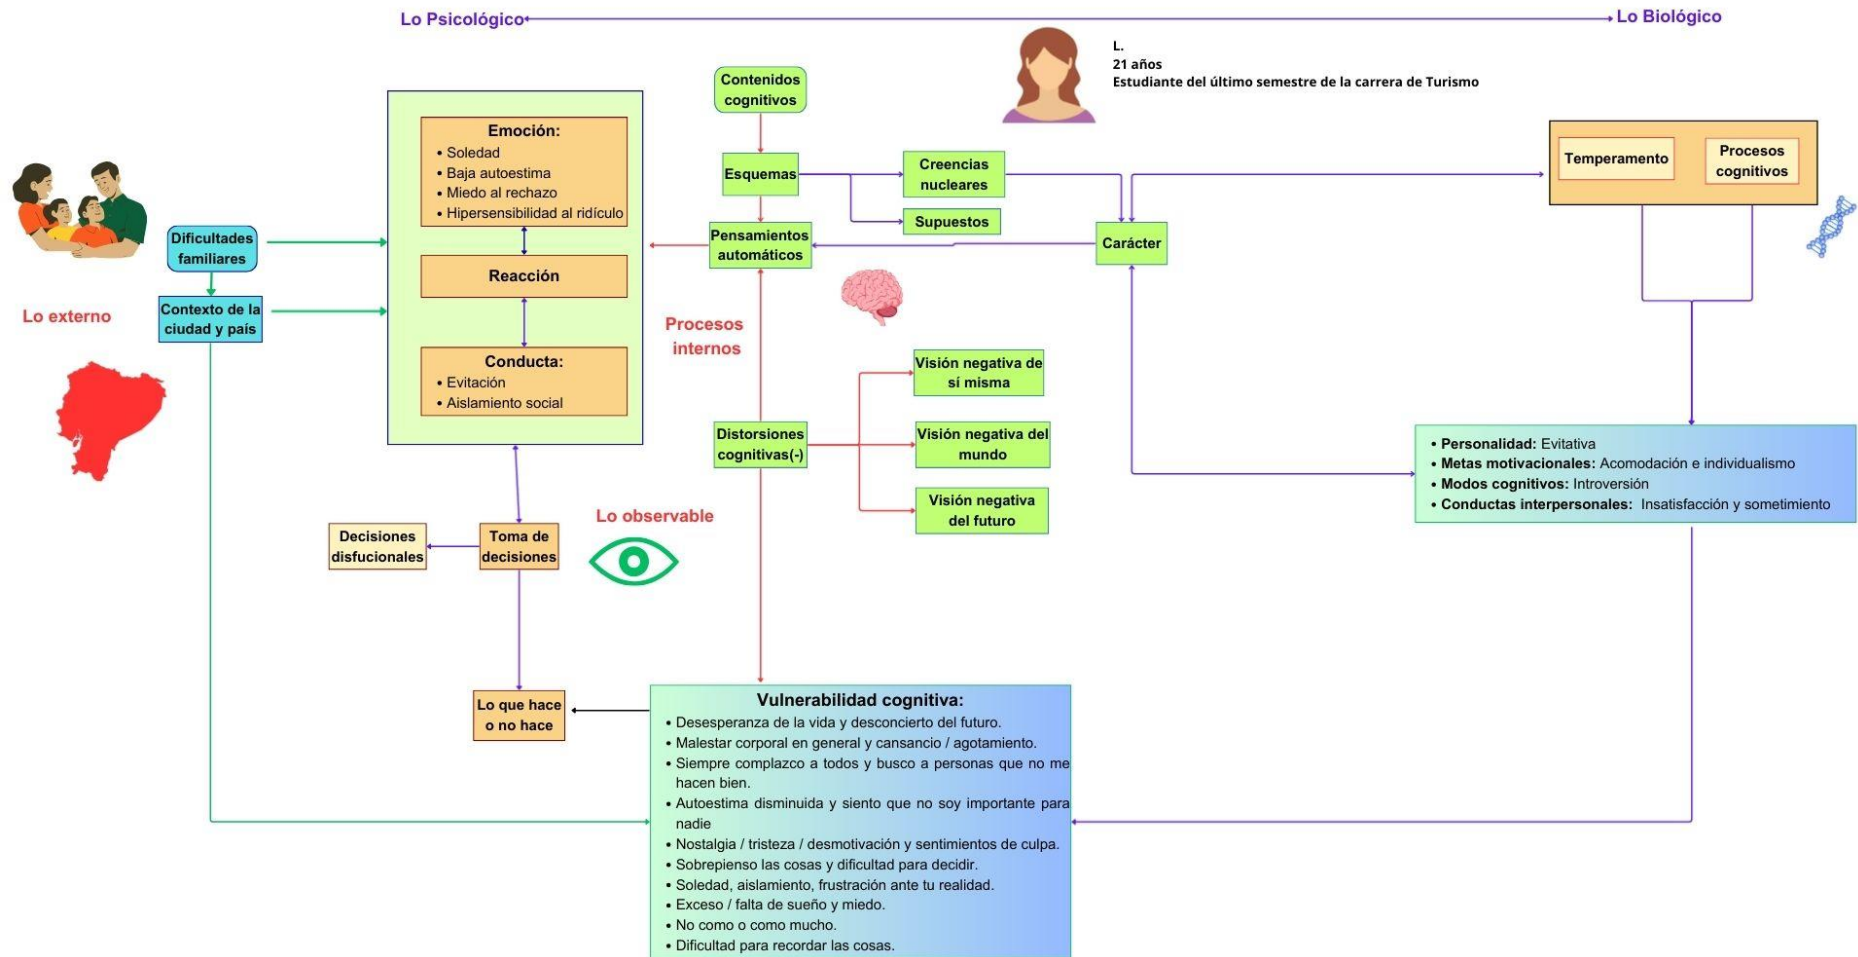 Lo Psicológico
Lo Biológico
L.
21 años
Estudiante del último semestre de la carrera de Turismo
Contenidos
cognitivos
Emoción:
• Soledad
• Baja autoestima
• Miedo al rechazo
• Hipersensibilidad al ridículo
Esquemas
Creencias
nucleares
Supuestos
Temperamento
Procesos
cognitivos
Dificultades
familiares
Pensamientos
automáticos
Carácter
Reacción
Lo externo
Contexto de la
ciudad y país
Procesos
internos
Conducta:
• Evitación
• Aislamiento social
Visión negativa de
sí misma
Distorsiones
cognitivas(-)
Visión negativa del
mundo
Visión negativa
del futuro
• Personalidad: Evitativa
• Metas motivacionales: Acomodación e individualismo
• Modos cognitivos: Introversión
• Conductas interpersonales: Insatisfacción y sometimiento
Lo observable
Decisiones
disfucionales
Toma de
decisiones
Lo que hace
o no hace
Vulnerabilidad cognitiva:
• Desesperanza de la vida y desconcierto del futuro.
• Malestar corporal en general y cansancio / agotamiento.
• Siempre complazco a todos y busco a personas que no me
hacen bien.
• Autoestima disminuida y siento que no soy importante para
nadie
• Nostalgia / tristeza / desmotivación y sentimientos de culpa.
• Sobrepienso las cosas y dificultad para decidir.
• Soledad, aislamiento, frustración ante tu realidad.
• Exceso / falta de sueño y miedo.
• No como o como mucho.
• Dificultad para recordar las cosas.